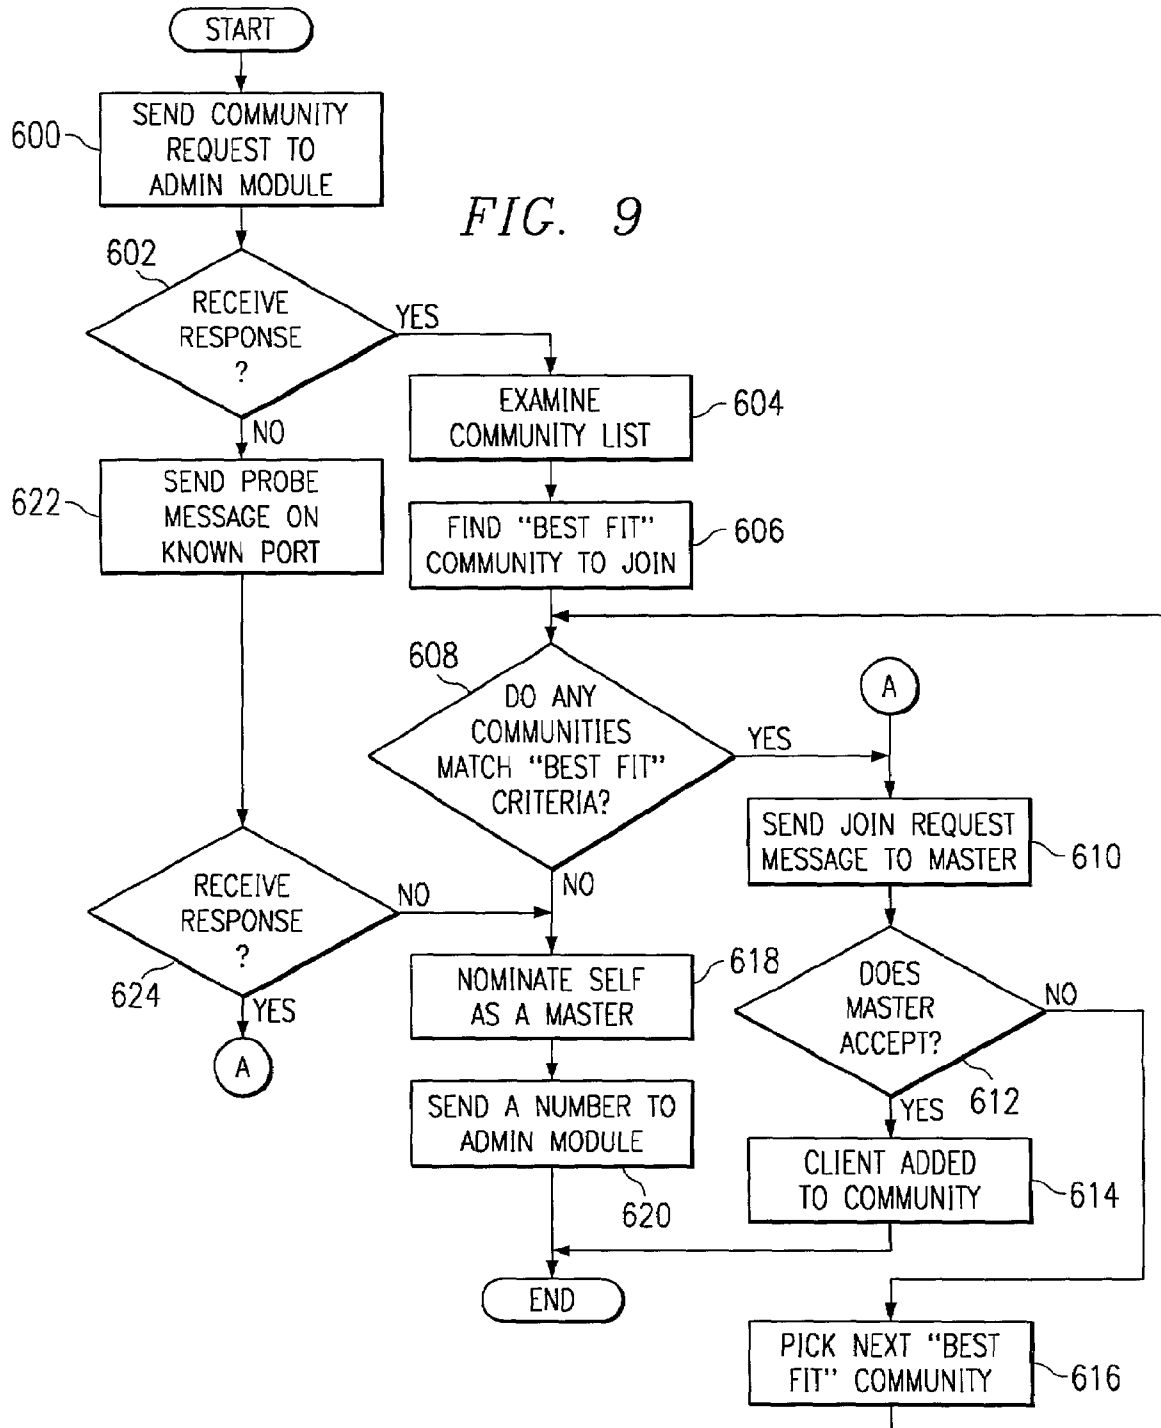 START
SEND COMMUNITY
REQUEST TO
ADMIN MODULE
600
FIG. 9
602
RECEIVE
RESPONSE
?
YES
NO
EXAMINE
COMMUNITY LIST
604
SEND PROBE
MESSAGE ON
KNOWN PORT
622
FIND “BEST FIT”
COMMUNITY TO JOIN
606
608
DO ANY
COMMUNITIES
MATCH “BEST FIT”
CRITERIA?
YES
NO
A
SEND JOIN REQUEST
MESSAGE TO MASTER
610
RECEIVE
RESPONSE
?
NO
624
YES
A
NOMINATE SELF
AS A MASTER
618
DOES
MASTER
ACCEPT?
NO
612
YES
SEND A NUMBER TO
ADMIN MODULE
620
CLIENT ADDED
TO COMMUNITY
614
END
PICK NEXT “BEST
FIT” COMMUNITY
616